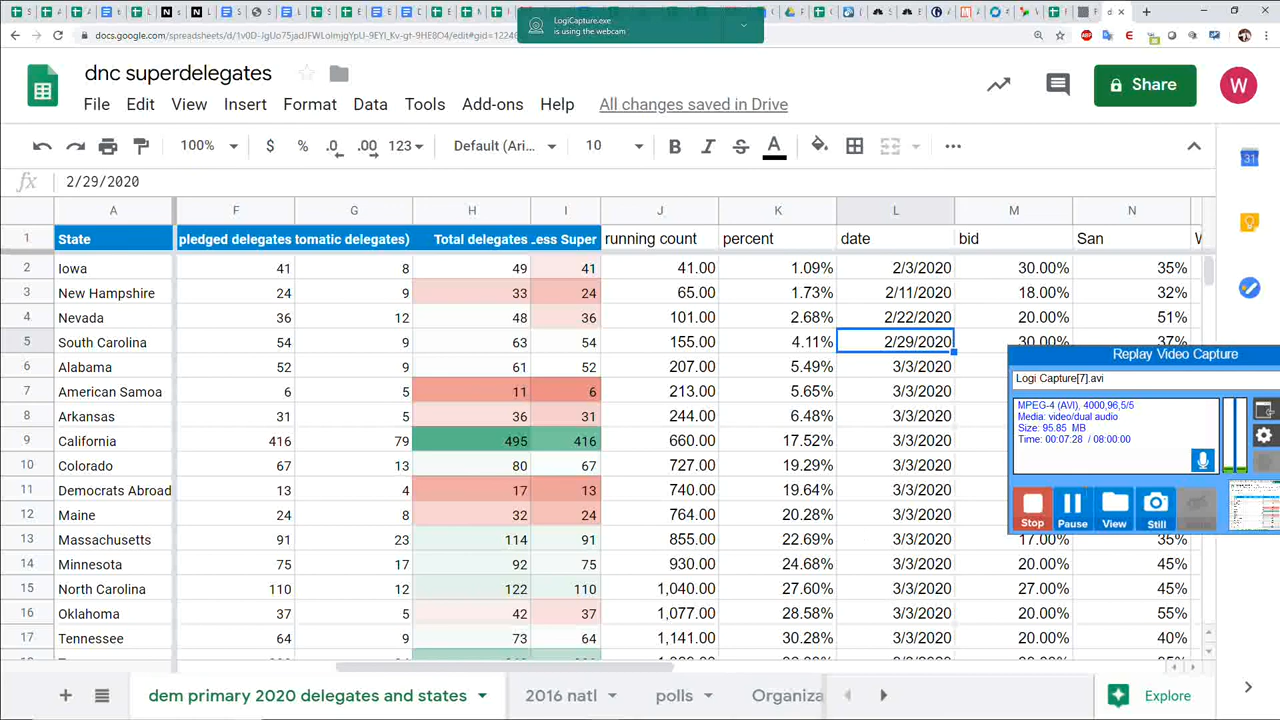 LogiCapture.exe
is using the webcam
dnc superdelegates
File Edit View Insert Format Data Tools Add-ons Help All changes saved in Drive
Share
W
100% $ % .0 .00 123 Default (Ari... 10 B I S A
31
fx 2/29/2020
A F G H I J K L M N
1 State pledged delegates tomatic delegates) Total delegates ess Super running count percent date bid San
2 Iowa 41 8 49 41 41.00 1.09% 2/3/2020 30.00% 35%
3 New Hampshire 24 9 33 24 65.00 1.73% 2/11/2020 18.00% 32%
4 Nevada 36 12 48 36 101.00 2.68% 2/22/2020 20.00% 51%
5 South Carolina 54 9 63 54 155.00 4.11% 2/29/2020 30.00% 37%
6 Alabama 52 9 61 52 207.00 5.49% 3/3/2020
7 American Samoa 6 5 11 6 213.00 5.65% 3/3/2020
8 Arkansas 31 5 36 31 244.00 6.48% 3/3/2020
9 California 416 79 495 416 660.00 17.52% 3/3/2020
10 Colorado 67 13 80 67 727.00 19.29% 3/3/2020
11 Democrats Abroad 13 4 17 13 740.00 19.64% 3/3/2020
12 Maine 24 8 32 24 764.00 20.28% 3/3/2020
13 Massachusetts 91 23 114 91 855.00 22.69% 3/3/2020 17.00% 35%
14 Minnesota 75 17 92 75 930.00 24.68% 3/3/2020 20.00% 45%
15 North Carolina 110 12 122 110 1,040.00 27.60% 3/3/2020 27.00% 45%
16 Oklahoma 37 5 42 37 1,077.00 28.58% 3/3/2020 20.00% 55%
17 Tennessee 64 9 73 64 1,141.00 30.28% 3/3/2020 20.00% 40%
Replay Video Capture
Logi Capture[7].avi
MPEG-4 (AVI), 4000,96,5/5
Media: video/dual audio
Size: 95.85 MB
Time: 00:07:28 / 08:00:00
Stop Pause View Still
dem primary 2020 delegates and states 2016 natl polls Organiza Explore